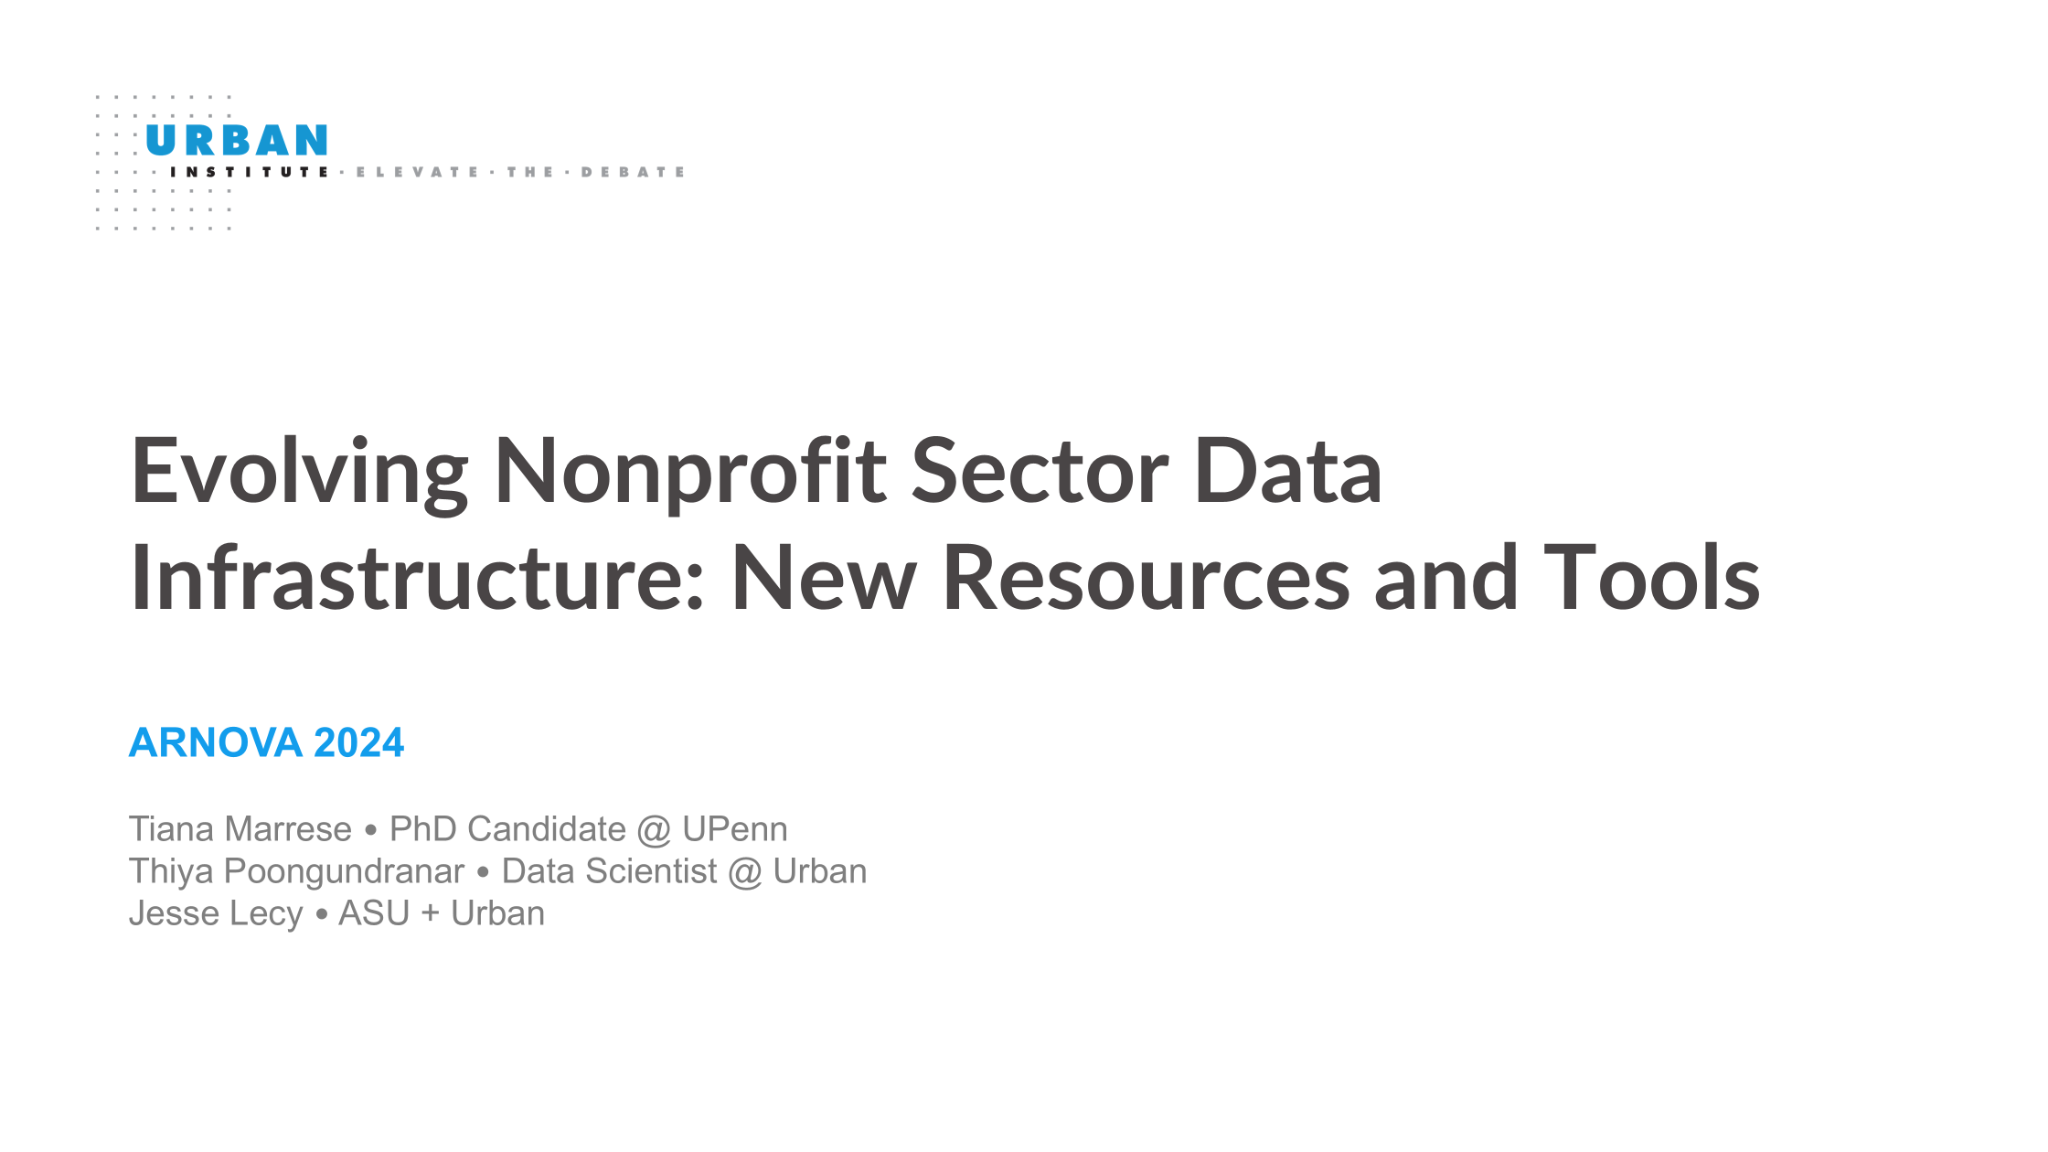 URBAN
INSTITUTE · ELEVATE · THE · DEBATE
Evolving Nonprofit Sector Data
Infrastructure: New Resources and Tools
ARNOVA 2024
Tiana Marrese • PhD Candidate @ UPenn
Thiya Poongundranar • Data Scientist @ Urban
Jesse Lecy • ASU + Urban